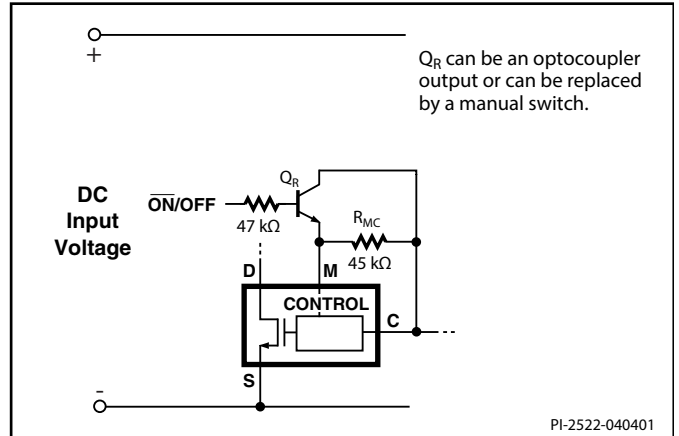 +
Q_R can be an optocoupler
output or can be replaced
by a manual switch.
Q_R
DC
Input
Voltage
O̅N̅/OFF
47 kΩ
R_MC
45 kΩ
D
M
CONTROL
C
S
-
PI-2522-040401